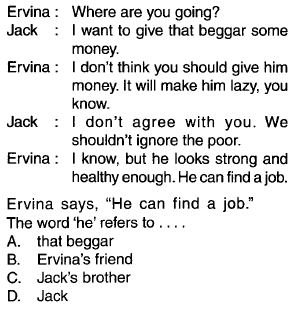 Ervina : Where are you going?
Jack : I want to give that beggar some
money.
Ervina : I don't think you should give him
money. It will make him lazy, you
know.
Jack : I don't agree with you. We
shouldn't ignore the poor.
Ervina : I know, but he looks strong and
healthy enough. He can find a job.
Ervina says, "He can find a job."
The word 'he' refers to ....
A. that beggar
B. Ervina's friend
C. Jack's brother
D. Jack